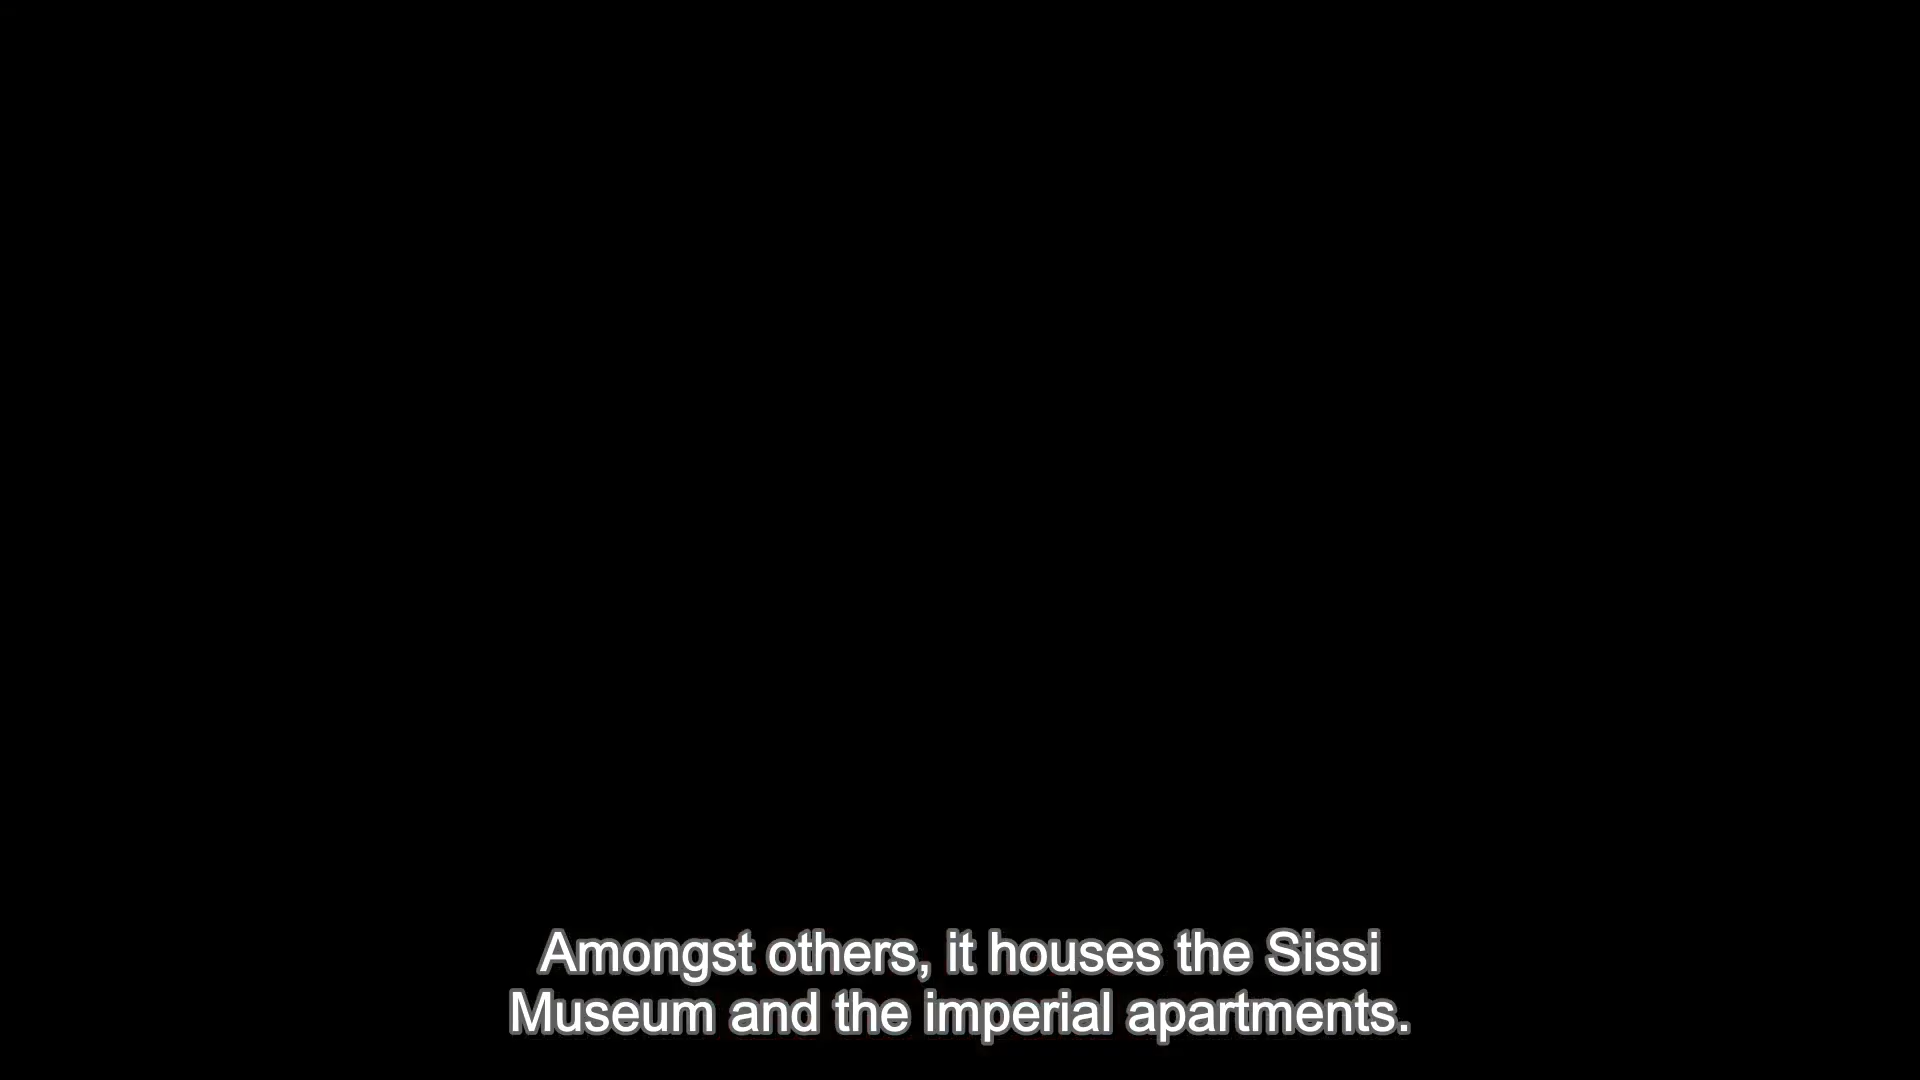 Amongst others, it houses the Sissi
Museum and the imperial apartments.